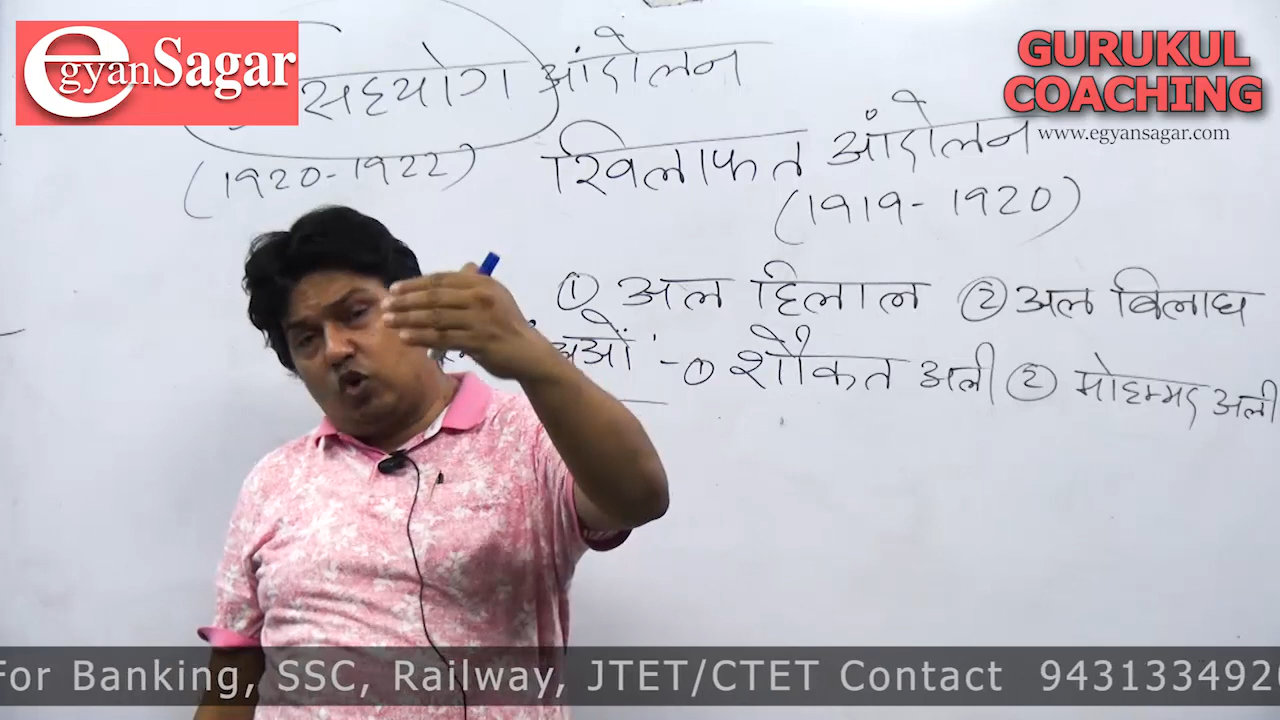 egyanSagar
GURUKUL
COACHING
www.egyansagar.com
सहयोग आंदोलन
(1920-1922)
खिलाफत आंदोलन
(1919-1920)
① अल हिलाल ② अल विलाघ
① शौकत अली ② मोहम्मद अली
For Banking, SSC, Railway, JTET/CTET Contact 943133492